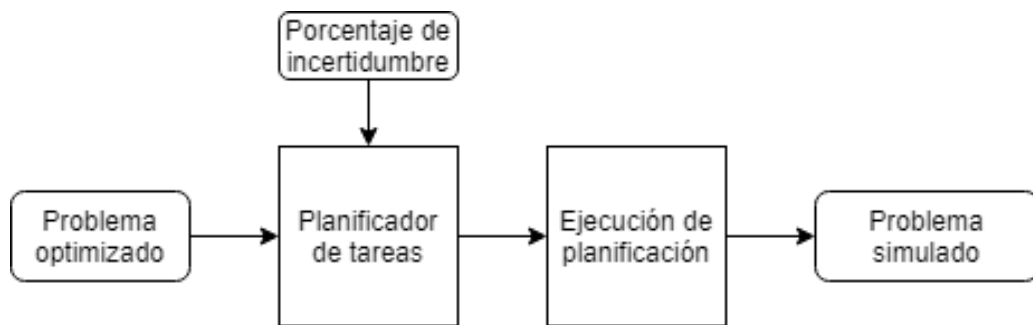 Porcentaje de
incertidumbre
Problema
optimizado
Planificador
de tareas
Ejecución de
planificación
Problema
simulado